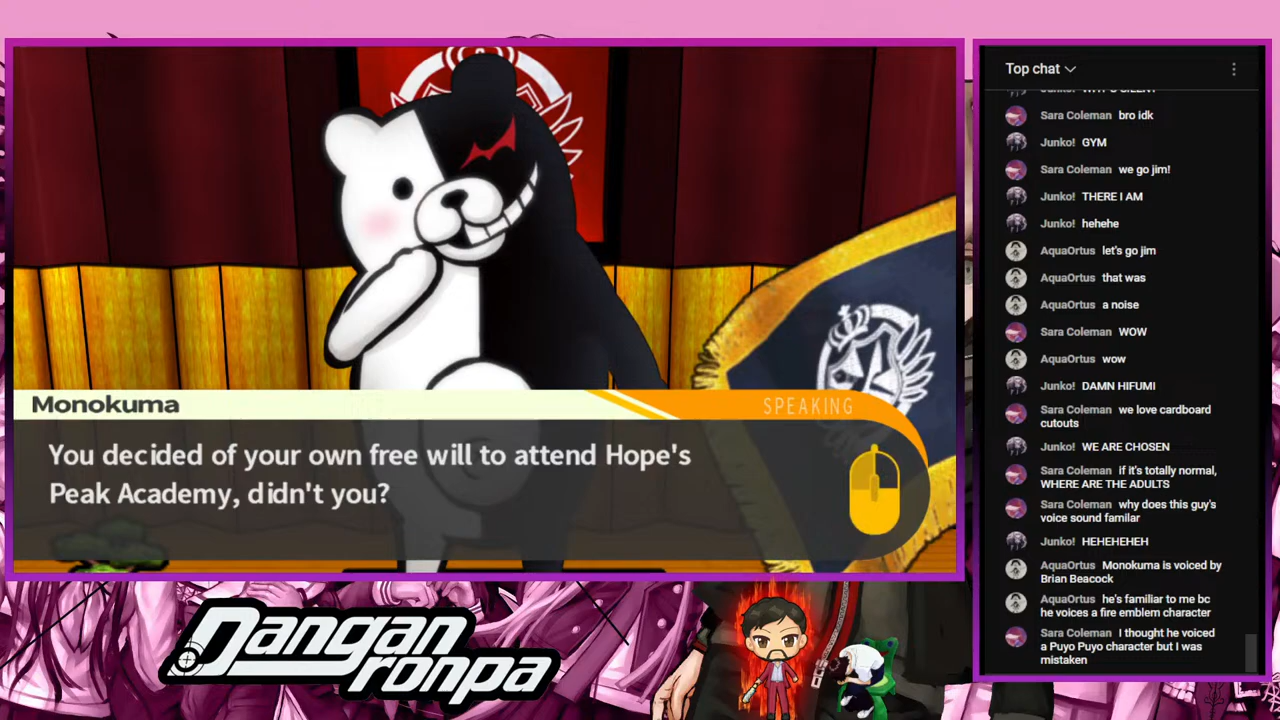 Monokuma
SPEAKING
You decided of your own free will to attend Hope's
Peak Academy, didn't you?
Dangan
ronpa
Top chat
Sara Coleman bro idk
Junko! GYM
Sara Coleman we go jim!
Junko! THERE I AM
Junko! hehehe
AquaOrtus let's go jim
AquaOrtus that was
AquaOrtus a noise
Sara Coleman WOW
AquaOrtus wow
Junko! DAMN HIFUMI
Sara Coleman we love cardboard
cutouts
Junko! WE ARE CHOSEN
Sara Coleman if it's totally normal,
WHERE ARE THE ADULTS
Sara Coleman why does this guy's
voice sound familar
Junko! HEHEHEHEH
AquaOrtus Monokuma is voiced by
Brian Beacock
AquaOrtus he's familiar to me bc
he voices a fire emblem character
Sara Coleman I thought he voiced
a Puyo Puyo character but I was
mistaken